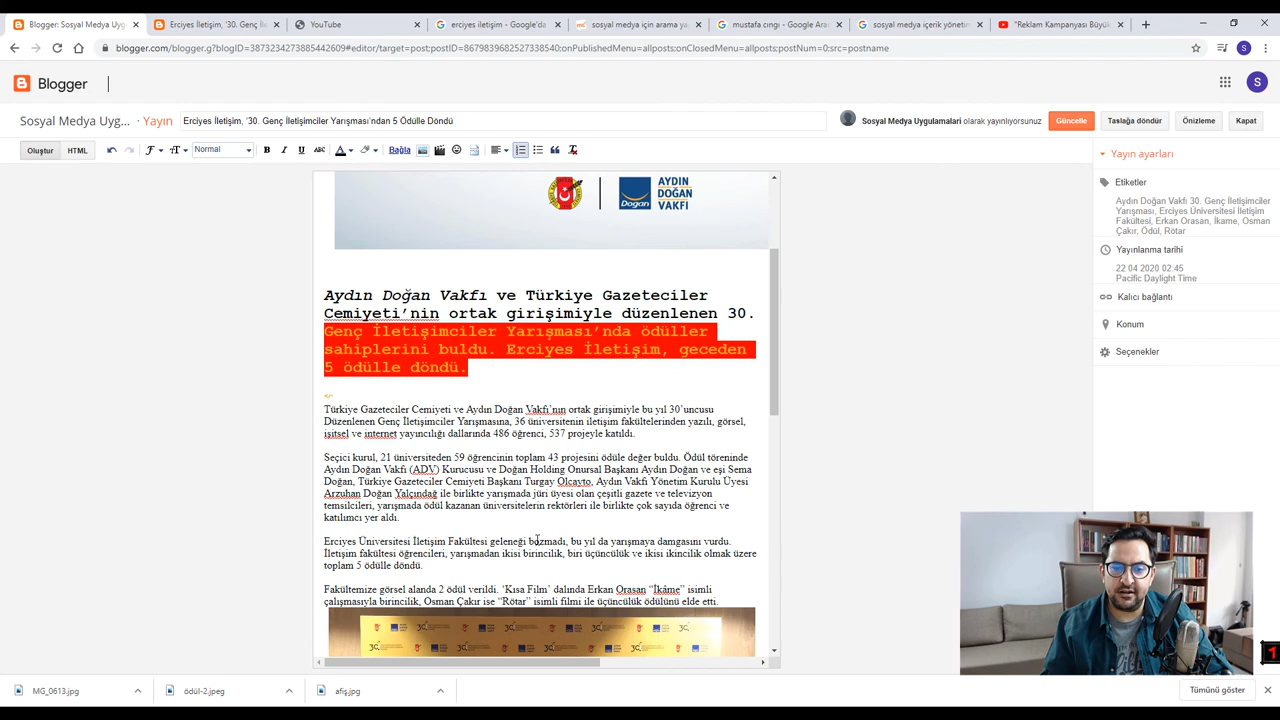 Blogger: Sosyal Medya Uyg
Erciyes İletişim, '30. Genç İle
YouTube
erciyes iletişim - Google'da
sosyal medya için arama ya
mustafa cıngı - Google Ara
sosyal medya içerik yönetim
"Reklam Kampanyası Büyük
blogger.com/blogger.g?blogID=3873234273885442609#editor/target=post;postID=8679839682527338540;onPublishedMenu=allposts;onClosedMenu=allposts;postNum=0;src=postname
S
Blogger
S
Sosyal Medya Uyg... · Yayın
Erciyes İletişim, '30. Genç İletişimciler Yarışması'ndan 5 Ödülle Döndü
Sosyal Medya Uygulamalari olarak yayınlıyorsunuz
Güncelle
Taslağa döndür
Önizleme
Kapat
Oluştur
HTML
Normal
B I U ABC
A
Bağla
Yayın ayarları
Etiketler
Aydın Doğan Vakfı 30. Genç İletişimciler
Yarışması, Erciyes Üniversitesi İletişim
Fakültesi, Erkan Orasan, İkame, Osman
Çakır, Ödül, Rötar
Yayınlanma tarihi
22 04 2020 02:45
Pacific Daylight Time
Kalıcı bağlantı
Konum
Seçenekler
Doğan
AYDIN
DOĞAN
VAKFI
Aydın Doğan Vakfı ve Türkiye Gazeteciler
Cemiyeti’nin ortak girişimiyle düzenlenen 30.
Genç İletişimciler Yarışması’nda ödüller
sahiplerini buldu. Erciyes İletişim, geceden
5 ödülle döndü.
Türkiye Gazeteciler Cemiyeti ve Aydın Doğan Vakfı’nın ortak girişimiyle bu yıl 30’uncusu
Düzenlenen Genç İletişimciler Yarışmasına, 36 üniversitenin iletişim fakültelerinden yazılı, görsel,
işitsel ve internet yayıncılığı dallarında 486 öğrenci, 537 projeyle katıldı.
Seçici kurul, 21 üniversiteden 59 öğrencinin toplam 43 projesini ödüle değer buldu. Ödül töreninde
Aydın Doğan Vakfı (ADV) Kurucusu ve Doğan Holding Onursal Başkanı Aydın Doğan ve eşi Sema
Doğan, Türkiye Gazeteciler Cemiyeti Başkanı Turgay Olcayto, Aydın Vakfı Yönetim Kurulu Üyesi
Arzuhan Doğan Yalçındağ ile birlikte yarışmada jüri üyesi olan çeşitli gazete ve televizyon
temsilcileri, yarışmada ödül kazanan üniversitelerin rektörleri ile birlikte çok sayıda öğrenci ve
katılımcı yer aldı.
Erciyes Üniversitesi İletişim Fakültesi geleneği bozmadı, bu yıl da yarışmaya damgasını vurdu.
İletişim fakültesi öğrencileri, yarışmadan ikisi birincilik, biri üçüncülük ve ikisi ikincilik olmak üzere
toplam 5 ödülle döndü.
Fakültemize görsel alanda 2 ödül verildi. ‘Kısa Film’ dalında Erkan Orasan “İkâme” isimli
çalışmasıyla birincilik, Osman Çakır ise “Rötar” isimli filmi ile üçüncülük ödülünü elde etti.
MG_0613.jpg
ödül-2.jpeg
afiş.jpg
Tümünü göster
1